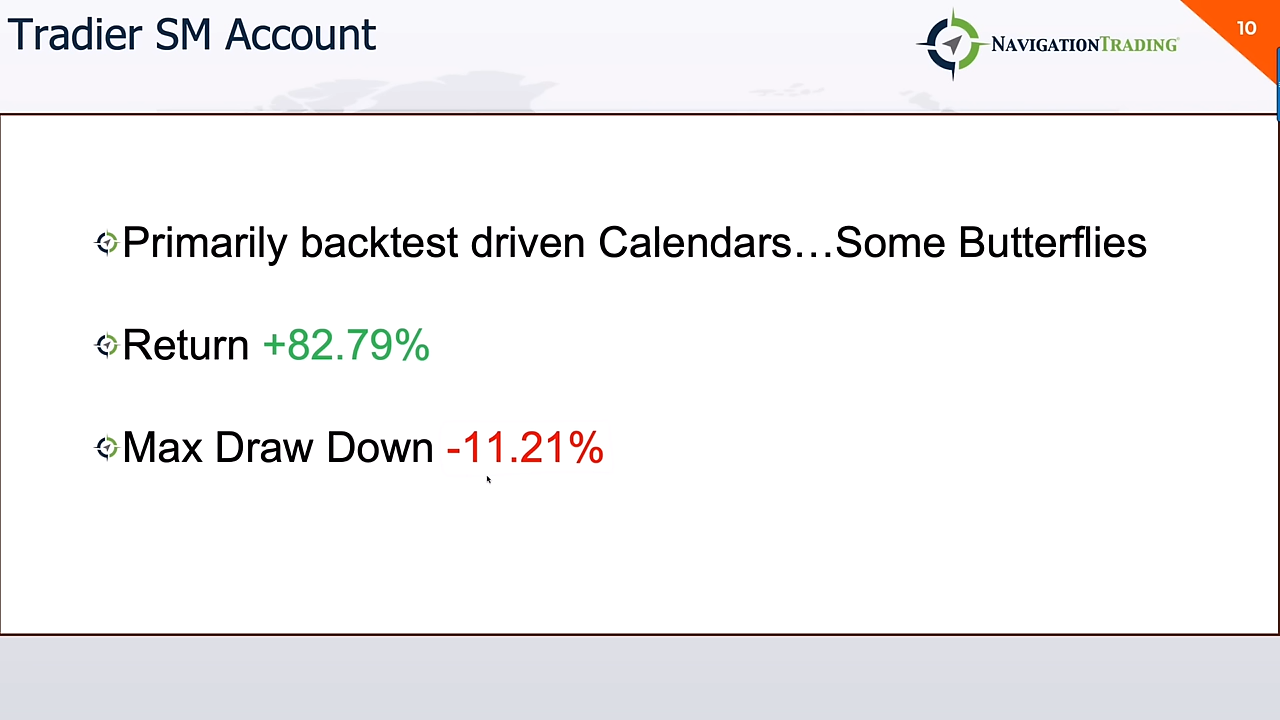 Tradier SM Account
NAVIGATIONTRADING®
10
Primarily backtest driven Calendars…Some Butterflies
Return +82.79%
Max Draw Down -11.21%